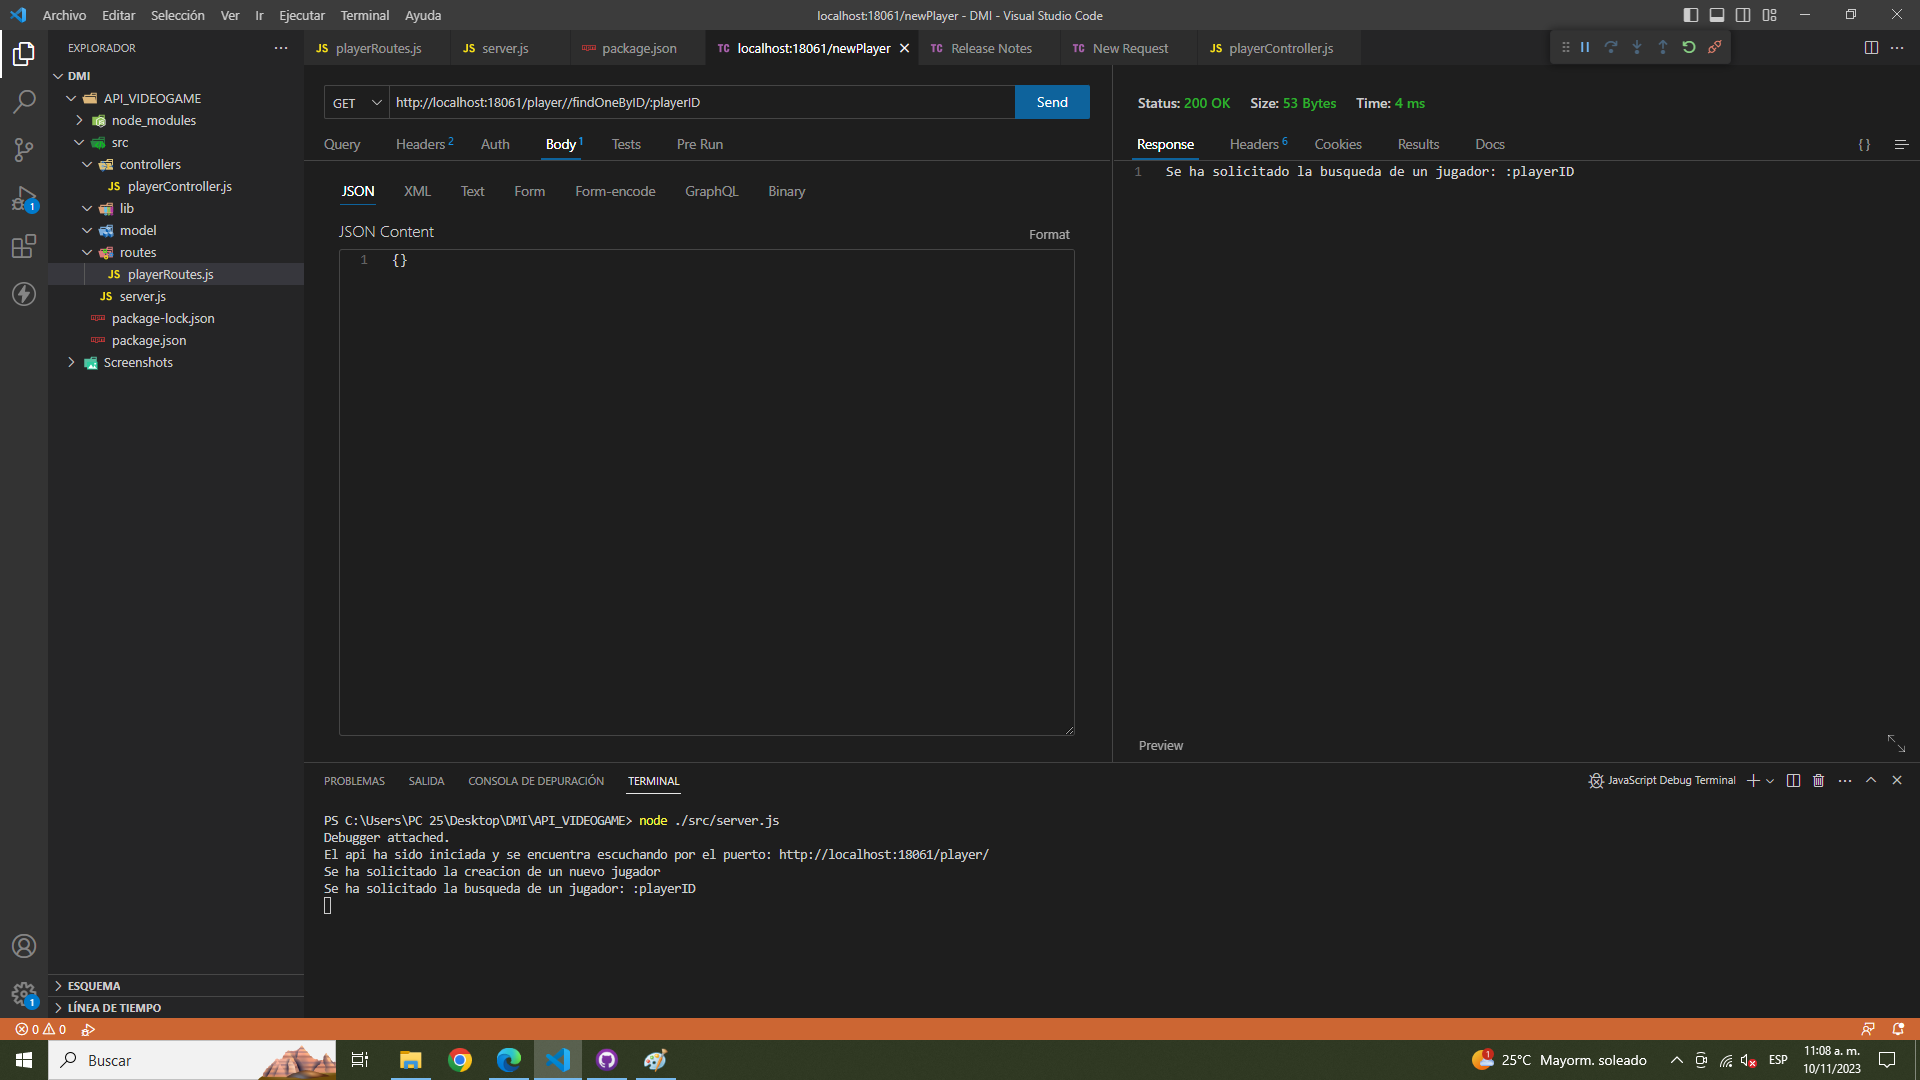 Archivo Editar Selección Ver Ir Ejecutar Terminal Ayuda
localhost:18061/newPlayer - DMI - Visual Studio Code
EXPLORADOR
JS playerRoutes.js
JS server.js
package.json
TC localhost:18061/newPlayer
TC Release Notes
TC New Request
JS playerController.js
DMI
API_VIDEOGAME
node_modules
src
controllers
JS playerController.js
lib
model
routes
JS playerRoutes.js
JS server.js
package-lock.json
package.json
Screenshots
ESQUEMA
LÍNEA DE TIEMPO
GET http://localhost:18061/player//findOneByID/:playerID Send
Query Headers 2 Auth Body 1 Tests Pre Run
JSON XML Text Form Form-encode GraphQL Binary
JSON Content
Format
1 {}
Status: 200 OK Size: 53 Bytes Time: 4 ms
Response Headers 6 Cookies Results Docs {}
1 Se ha solicitado la busqueda de un jugador: :playerID
Preview
PROBLEMAS SALIDA CONSOLA DE DEPURACIÓN TERMINAL
JavaScript Debug Terminal
PS C:\Users\PC 25\Desktop\DMI\API_VIDEOGAME> node ./src/server.js
Debugger attached.
El api ha sido iniciada y se encuentra escuchando por el puerto: http://localhost:18061/player/
Se ha solicitado la creacion de un nuevo jugador
Se ha solicitado la busqueda de un jugador: :playerID
1
1
0 0
Buscar
1
25°C Mayorm. soleado
ESP
11:08 a. m.
10/11/2023